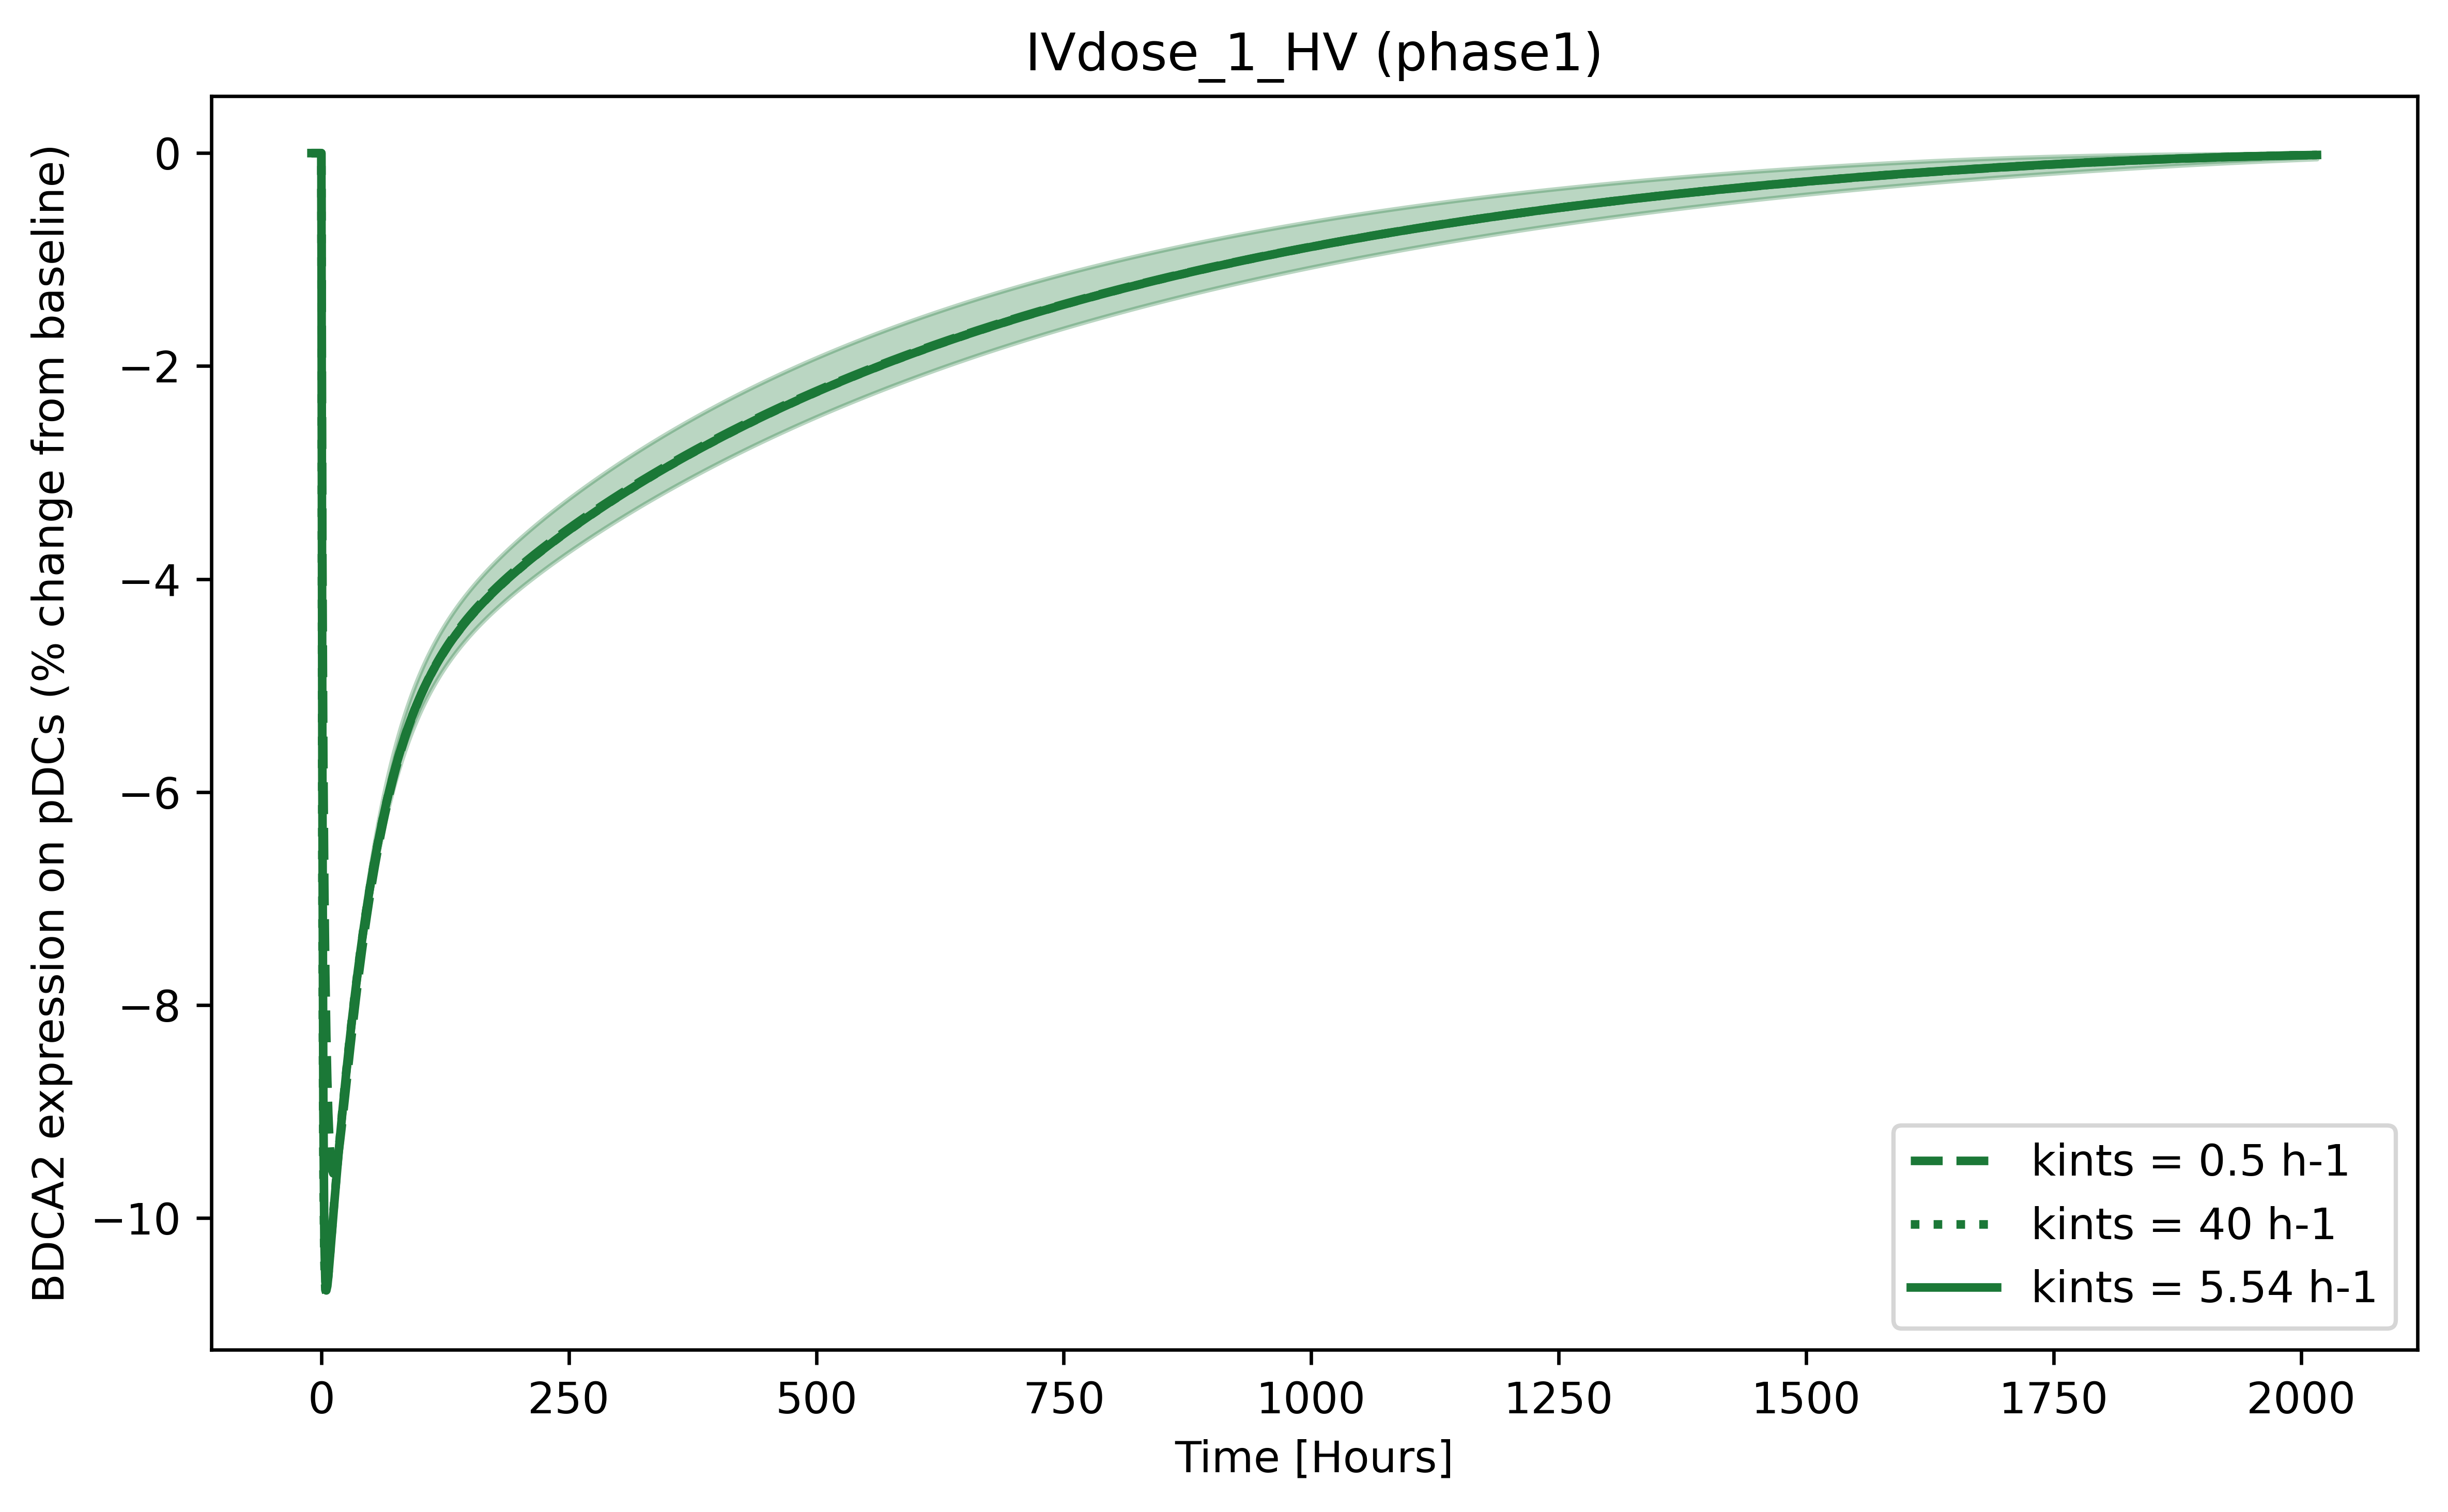 IVdose_1_HV (phase1)
BDCA2 expression on pDCs (% change from baseline)
0
−2
−4
−6
−8
−10
kints = 0.5 h-1
kints = 40 h-1
kints = 5.54 h-1
0 250 500 750 1000 1250 1500 1750 2000
Time [Hours]